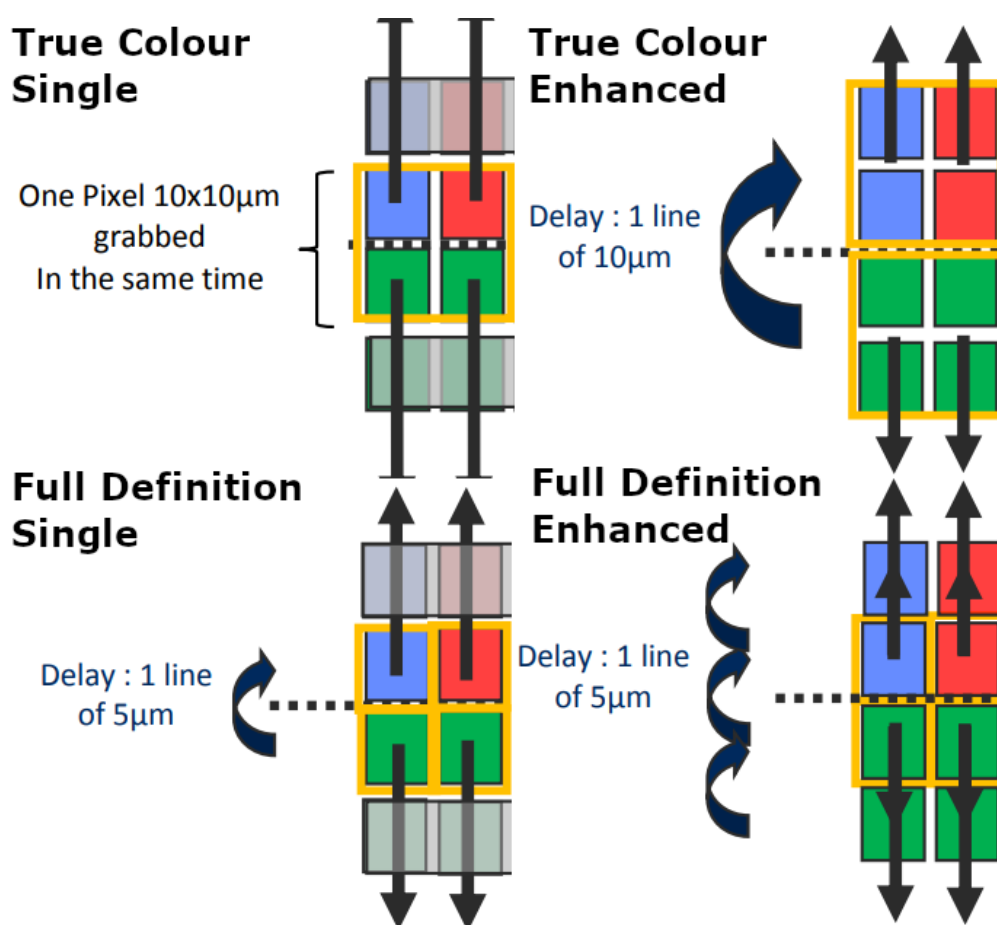 True Colour
Single
One Pixel 10x10µm
grabbed
In the same time
True Colour
Enhanced
Delay : 1 line
of 10µm
Full Definition
Single
Delay : 1 line
of 5µm
Full Definition
Enhanced
Delay : 1 line
of 5µm